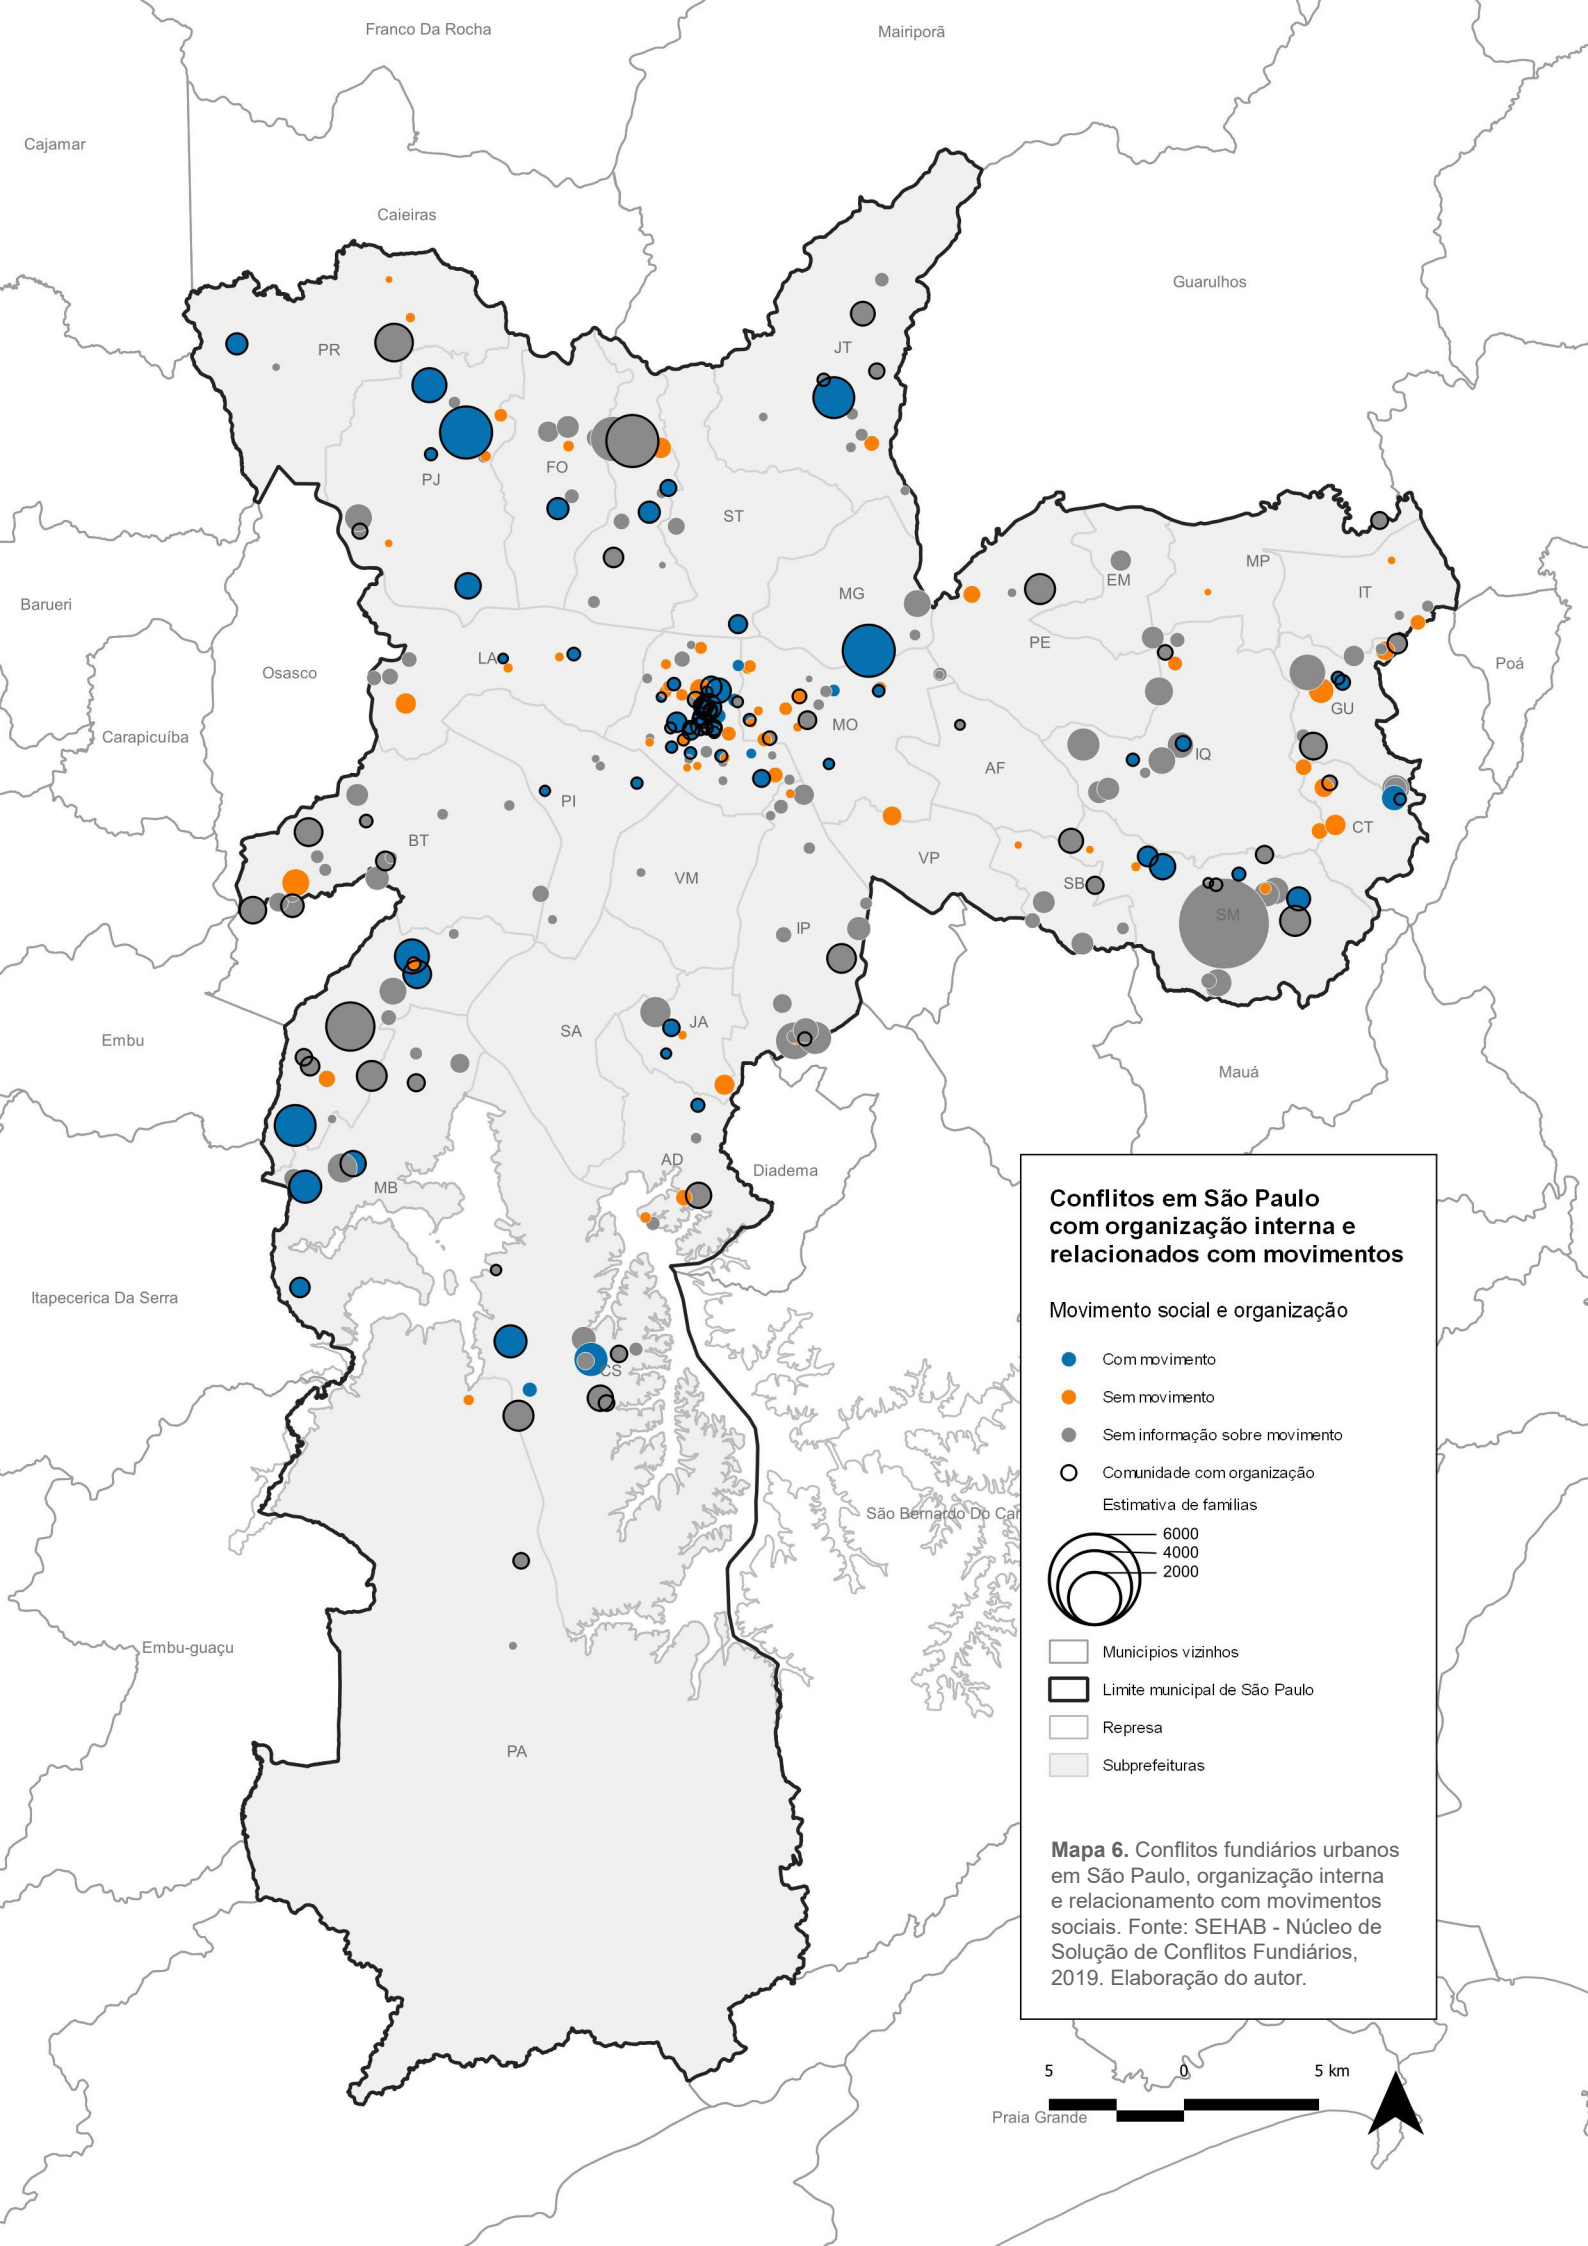 Franco Da Rocha
Mairiporã
Cajamar
Caieiras
Guarulhos
PR
JT
PJ
FO
ST
EM
MP
IT
MG
PE
Barueri
LA
Osasco
Poá
GU
Carapicuíba
MO
IQ
AF
PI
BT
CT
VP
VM
SB
SM
IP
Embu
SA
JA
Mauá
AD
Diadema
MB
Itapecerica Da Serra
CS
São Bernardo Do Car
Embu-guaçu
PA
Conflitos em São Paulo
com organização interna e
relacionados com movimentos
Movimento social e organização
Com movimento
Sem movimento
Sem informação sobre movimento
Comunidade com organização
Estimativa de famílias
6000
4000
2000
Municípios vizinhos
Limite municipal de São Paulo
Represa
Subprefeituras
Mapa 6. Conflitos fundiários urbanos
em São Paulo, organização interna
e relacionamento com movimentos
sociais. Fonte: SEHAB - Núcleo de
Solução de Conflitos Fundiários,
2019. Elaboração do autor.
5 0 5 km
Praia Grande